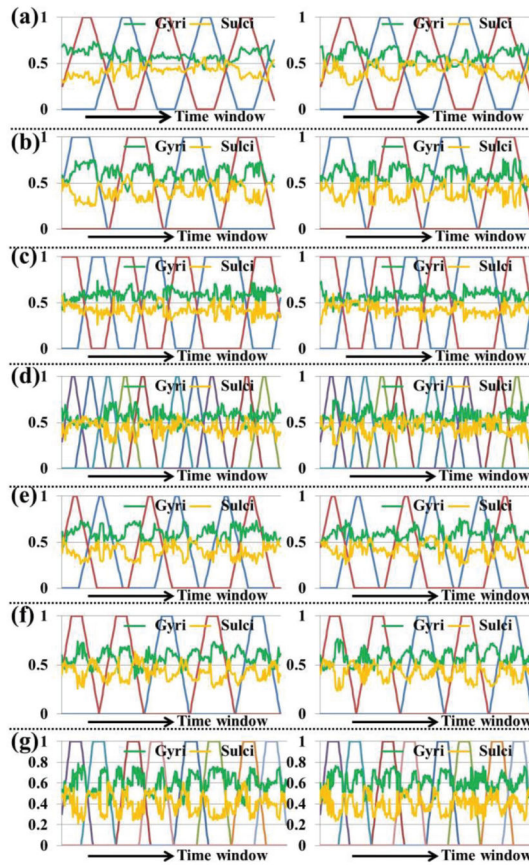 (a) 1 Gyri Sulci 1 Gyri Sulci
0.5 0.5
0 Time window 0 Time window
(b) 1 Gyri Sulci 1 Gyri Sulci
0.5 0.5
0 Time window 0 Time window
(c) 1 Gyri Sulci 1 Gyri Sulci
0.5 0.5
0 Time window 0 Time window
(d) 1 Gyri Sulci 1 Gyri Sulci
0.5 0.5
0 Time window 0 Time window
(e) 1 Gyri Sulci 1 Gyri Sulci
0.5 0.5
0 Time window 0 Time window
(f) 1 Gyri Sulci 1 Gyri Sulci
0.5 0.5
0 Time window 0 Time window
(g) 1 Gyri Sulci 1 Gyri Sulci
0.8 0.8
0.6 0.6
0.4 0.4
0.2 0.2
0 Time window 0 Time window